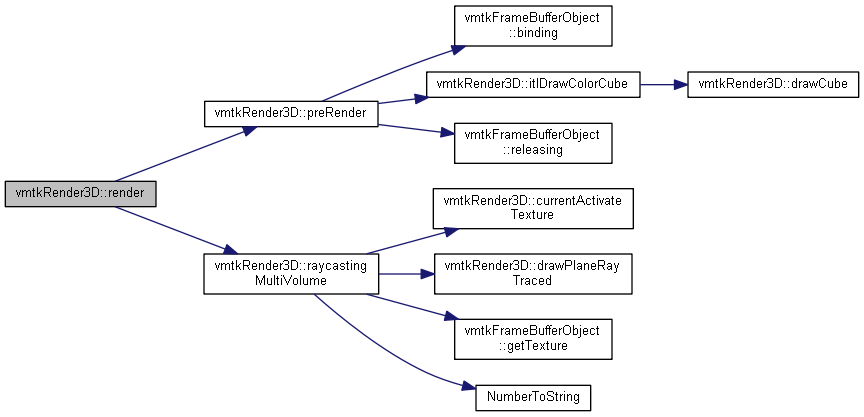 vmtkFrameBufferObject
::binding
vmtkRender3D::itlDrawColorCube
vmtkRender3D::drawCube
vmtkRender3D::preRender
vmtkFrameBufferObject
::releasing
vmtkRender3D::render
vmtkRender3D::currentActivate
Texture
vmtkRender3D::raycasting
MultiVolume
vmtkRender3D::drawPlaneRay
Traced
vmtkFrameBufferObject
::getTexture
NumberToString